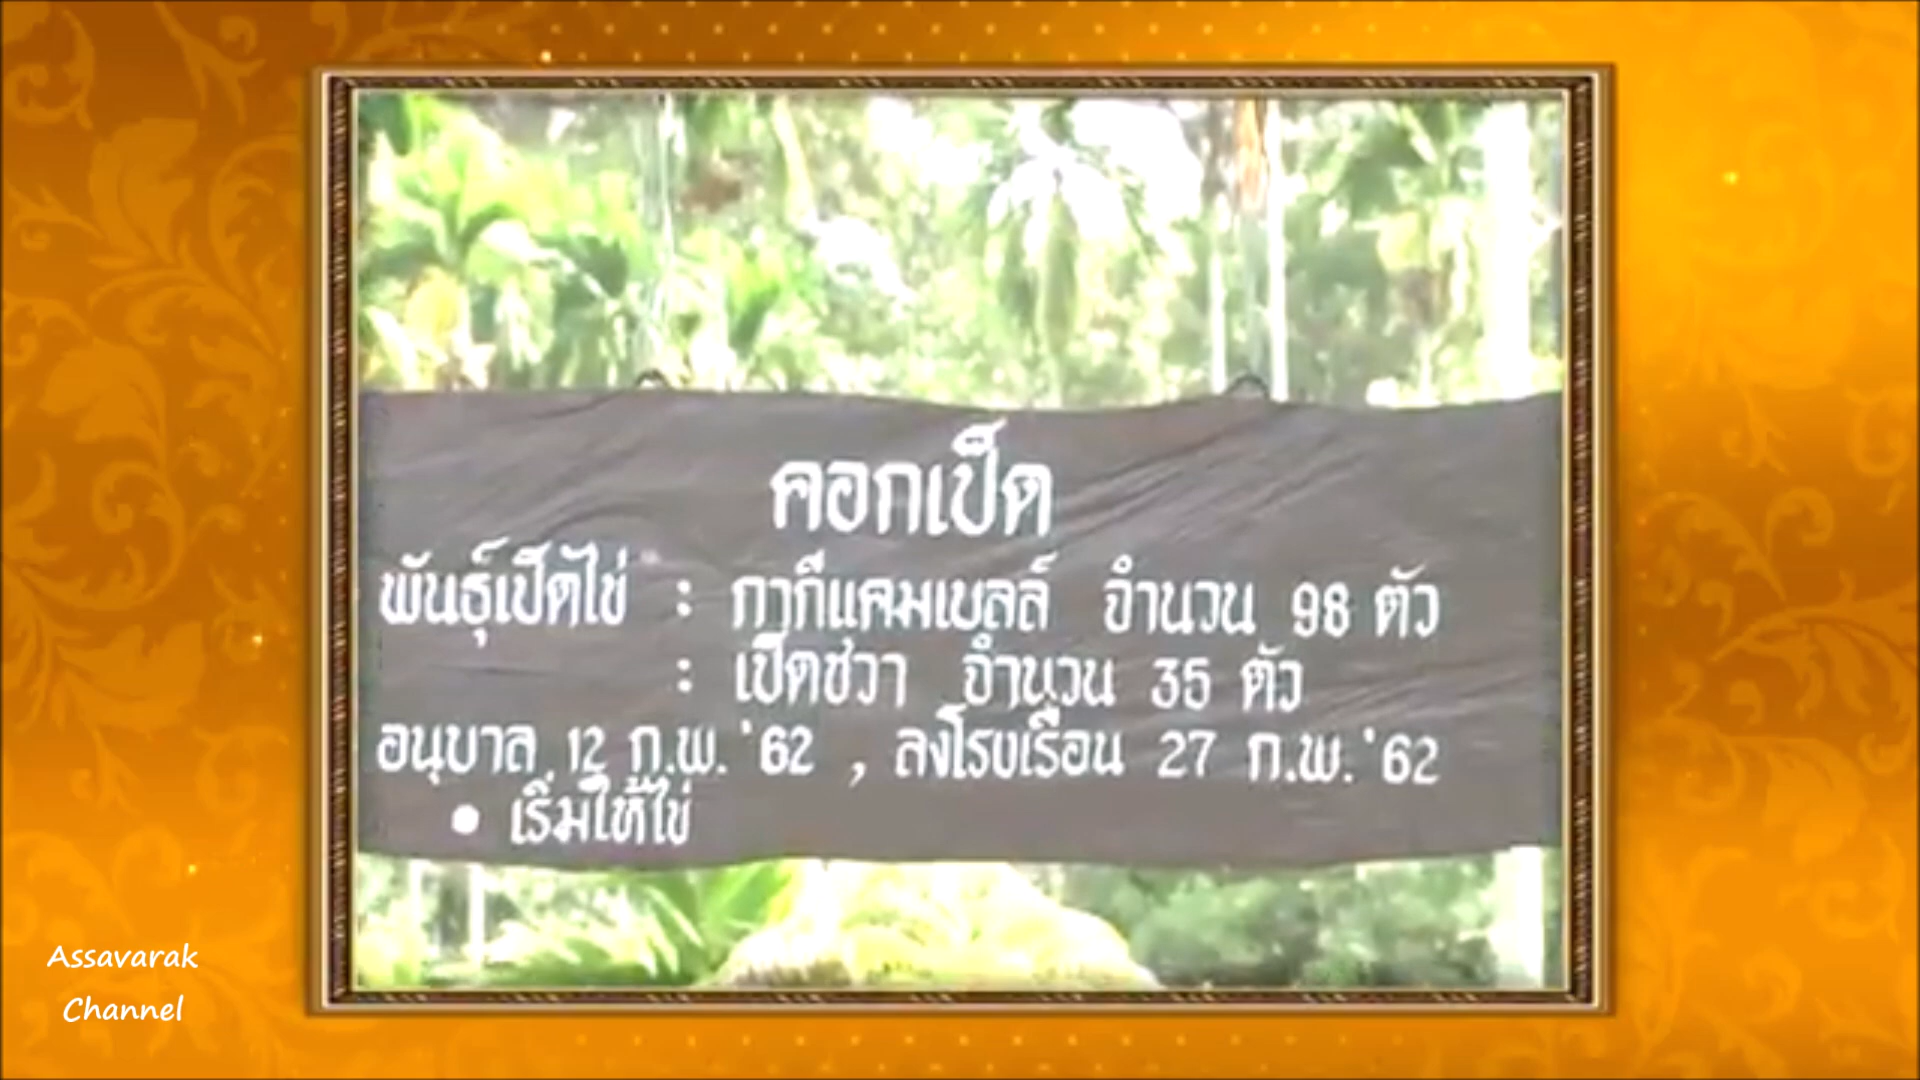 คอกเป็ด
พันธุ์เป็ดไข่ : กากีแคมเบลล์ จำนวน 98 ตัว
: เป็ดชวา จำนวน 35 ตัว
อนุบาล 12 ก.พ. '62 , ลงโรงเรือน 27 ก.พ. '62
• เริ่มให้ไข่
Assavarak
Channel